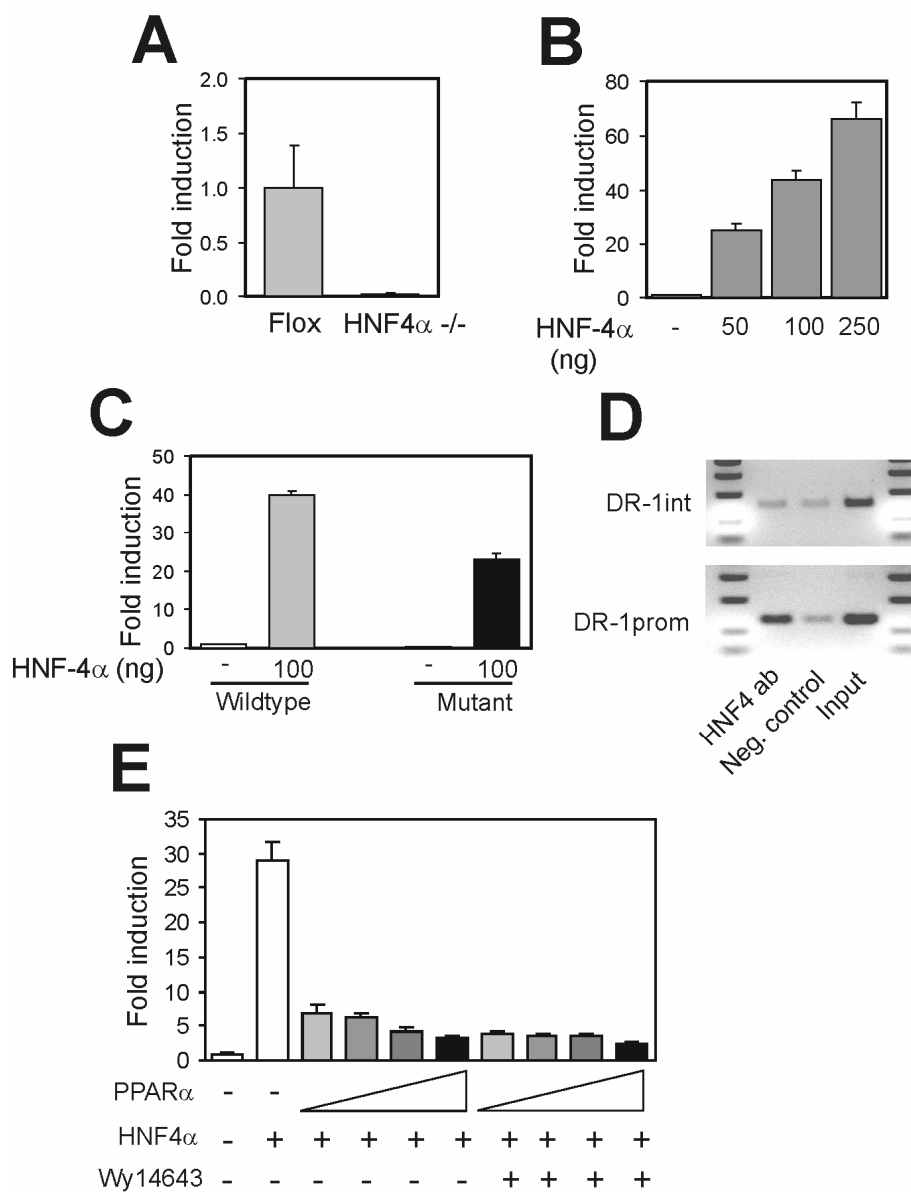 A
Fold induction
2.0
1.5
1.0
0.5
0.0
Flox HNF4α -/-
B
Fold induction
80
60
40
20
0
HNF-4α - 50 100 250
(ng)
C
Fold induction
50
40
30
20
10
0
HNF-4α (ng) - 100 - 100
Wildtype Mutant
D
DR-1int
DR-1prom
HNF4 ab
Neg. control
Input
E
Fold induction
35
30
25
20
15
10
5
0
PPARα - -
HNF4α - + + + + + + + + +
Wy14643 - - - - - - + + + +